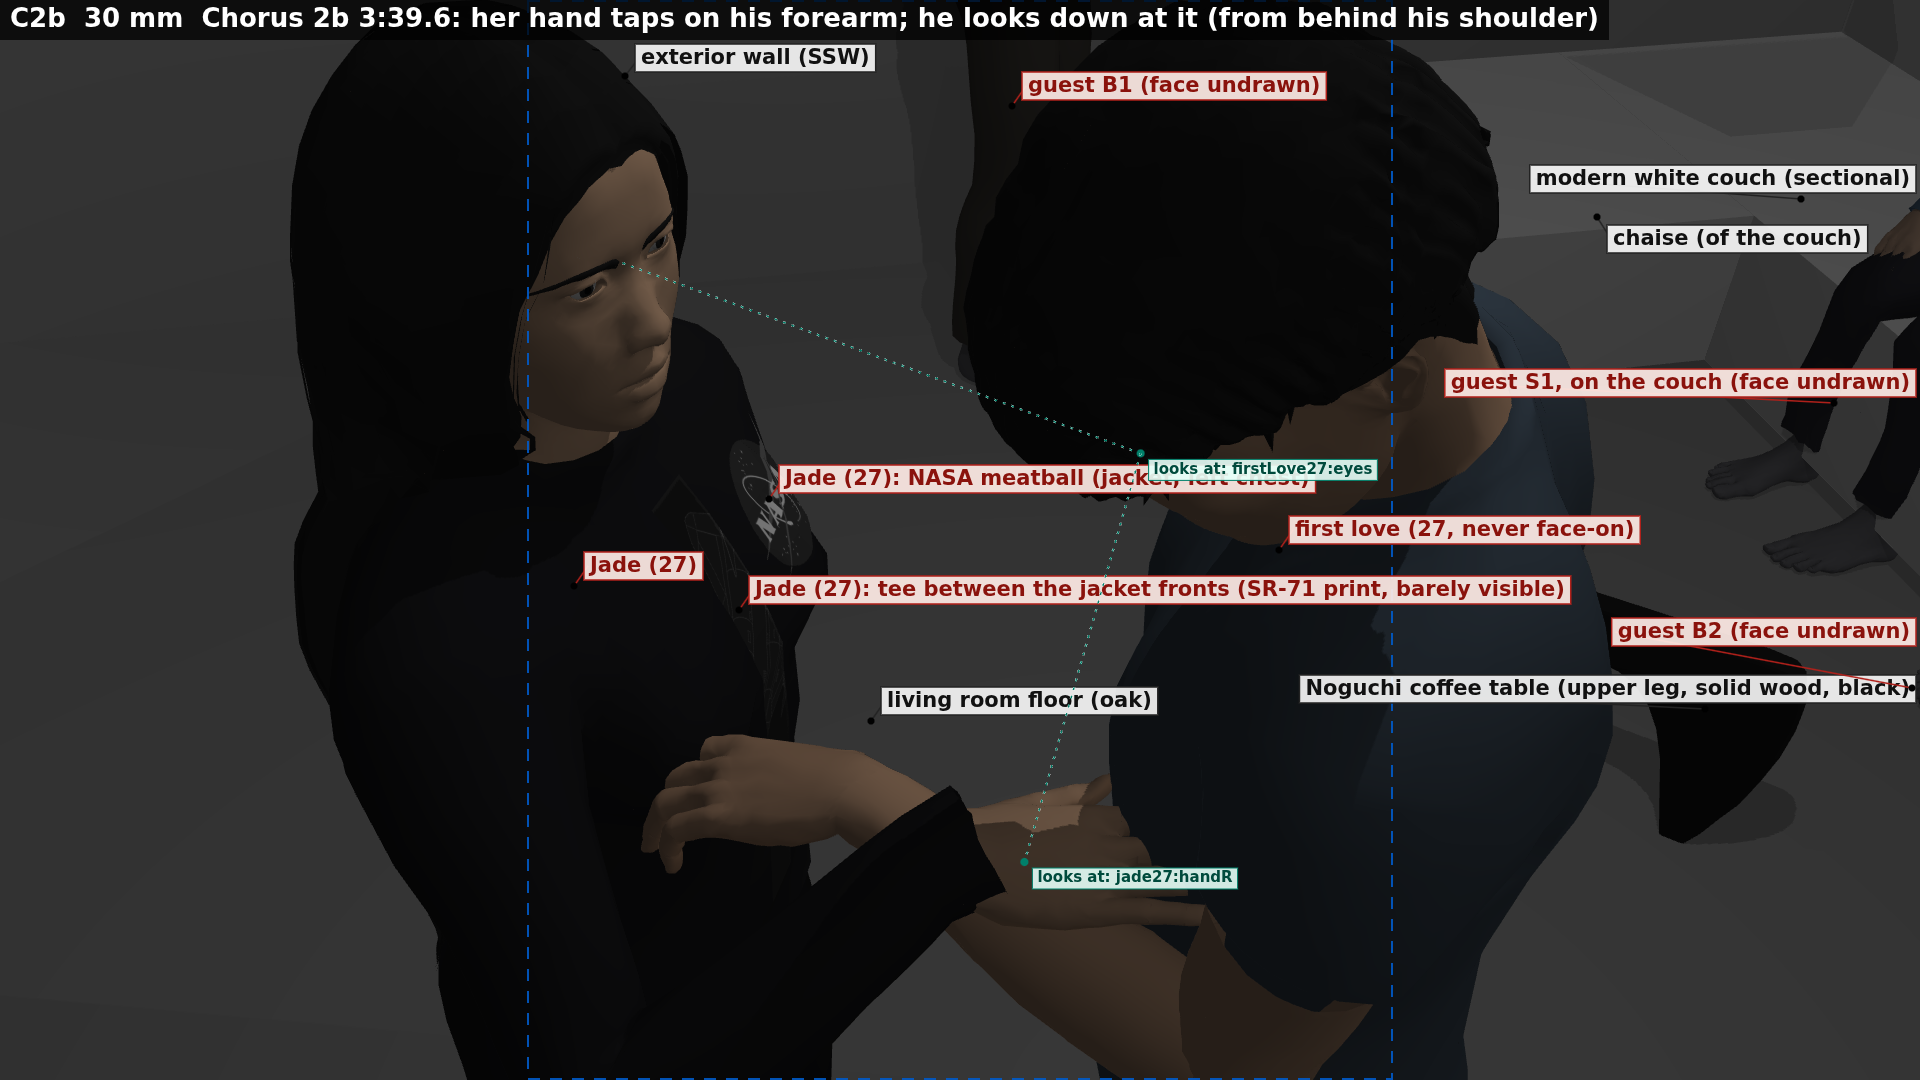 C2b 30 mm Chorus 2b 3:39.6: her hand taps on his forearm; he looks down at it (from behind his shoulder)
exterior wall (SSW)
guest B1 (face undrawn)
modern white couch (sectional)
chaise (of the couch)
guest S1, on the couch (face undrawn)
Jade (27): NASA meatball (jacket, left chest)
looks at: firstLove27:eyes
NASA
first love (27, never face-on)
Jade (27)
Jade (27): tee between the jacket fronts (SR-71 print, barely visible)
guest B2 (face undrawn)
living room floor (oak)
Noguchi coffee table (upper leg, solid wood, black)
looks at: jade27:handR